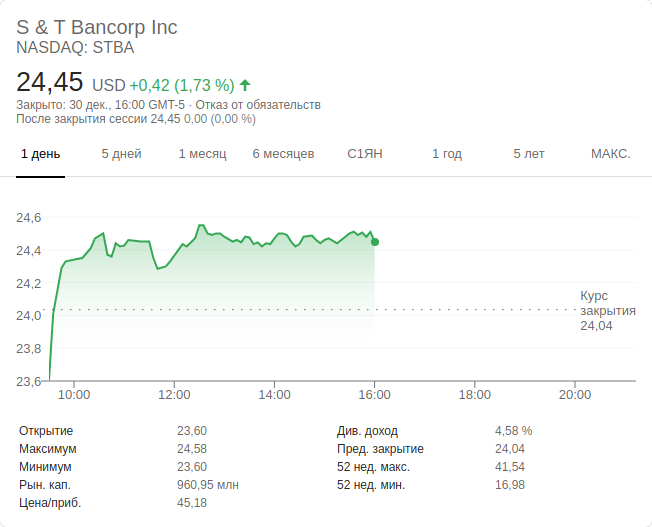 S & T Bancorp Inc
NASDAQ: STBA
24,45 USD +0,42 (1,73 %)
Закрыто: 30 дек., 16:00 GMT-5 · Отказ от обязательств
После закрытия сессии 24,45 0,00 (0,00 %)
1 день 5 дней 1 месяц 6 месяцев С1ЯН 1 год 5 лет МАКС.
24,6
24,4
24,2
24,0
23,8
23,6
Курс
закрытия
24,04
10:00 12:00 14:00 16:00 18:00 20:00
Открытие 23,60 Див. доход 4,58 %
Максимум 24,58 Пред. закрытие 24,04
Минимум 23,60 52 нед. макс. 41,54
Рын. кап. 960,95 млн 52 нед. мин. 16,98
Цена/приб. 45,18